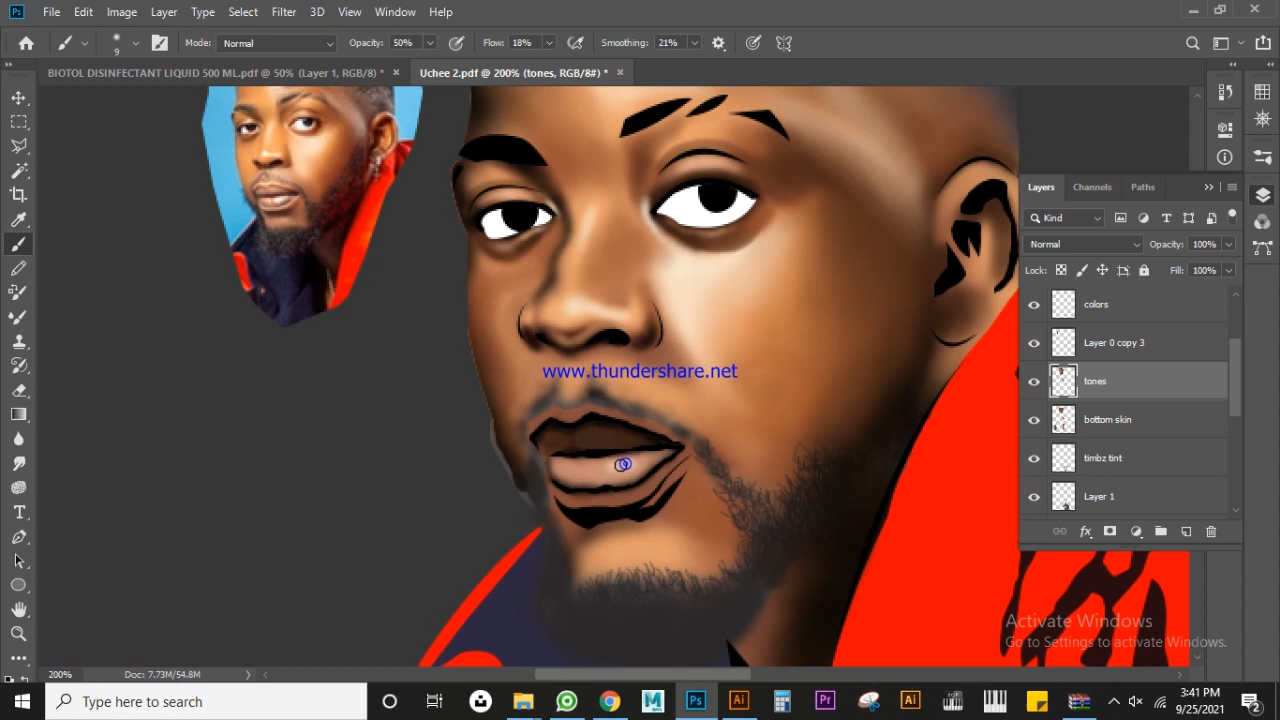 File Edit Image Layer Type Select Filter 3D View Window Help
9 Mode: Normal Opacity: 50% Flow: 18% Smoothing: 21%
BIOTOL DISINFECTANT LIQUID 500 ML.pdf @ 50% (Layer 1, RGB/8) * Uchee 2.pdf @ 200% (tones, RGB/8#) *
Layers Channels Paths
Kind
Normal Opacity: 100%
Lock: Fill: 100%
colors
Layer 0 copy 3
tones
bottom skin
timbz tint
Layer 1
www.thundershare.net
Activate Windows
Go to Settings to activate Windows.
200% Doc: 7.73M/54.8M
Type here to search
3:41 PM
9/25/2021
2